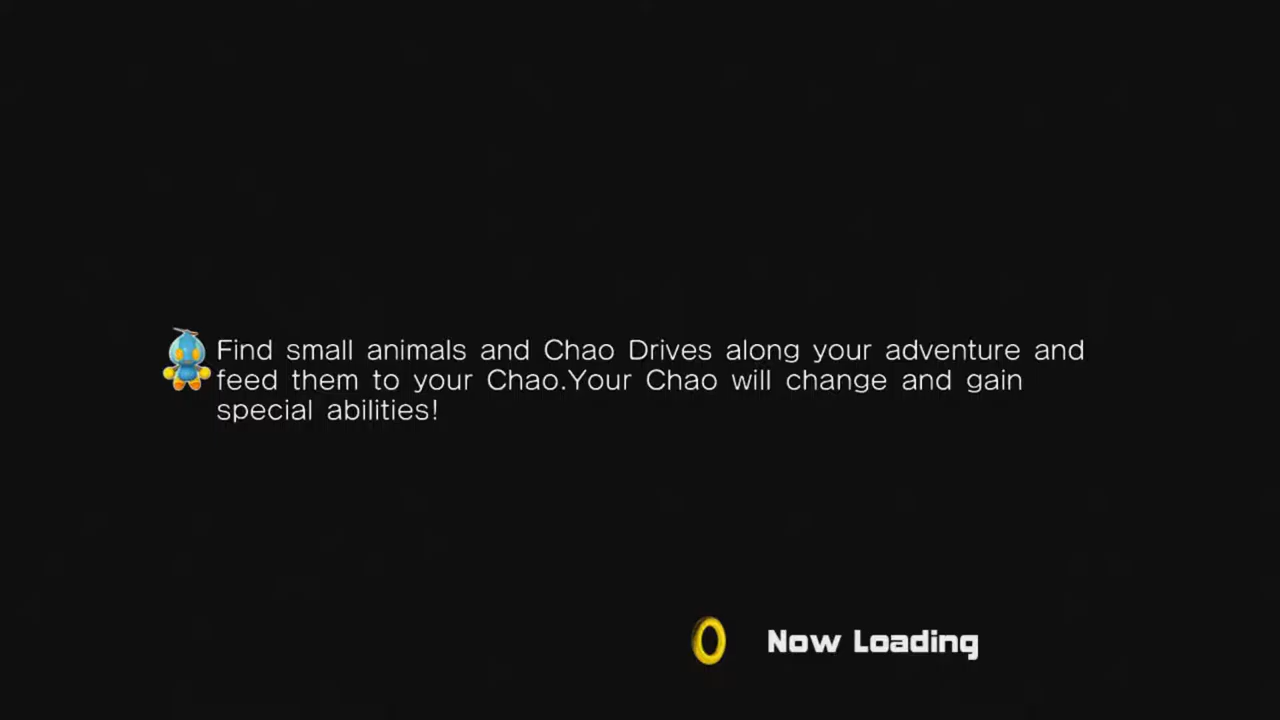 Find small animals and Chao Drives along your adventure and
feed them to your Chao.Your Chao will change and gain
special abilities!
Now Loading